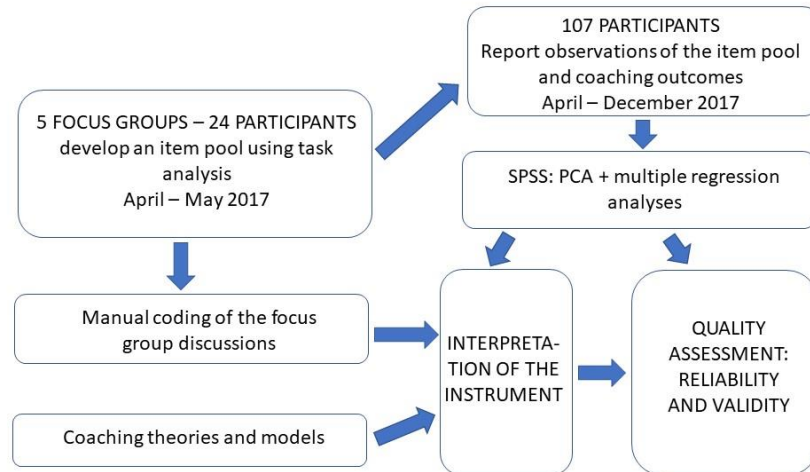 5 FOCUS GROUPS – 24 PARTICIPANTS
develop an item pool using task
analysis
April – May 2017
107 PARTICIPANTS
Report observations of the item pool
and coaching outcomes
April – December 2017
SPSS: PCA + multiple regression
analyses
Manual coding of the focus
group discussions
Coaching theories and models
INTERPRETA-
TION OF THE
INSTRUMENT
QUALITY
ASSESSMENT:
RELIABILITY
AND VALIDITY